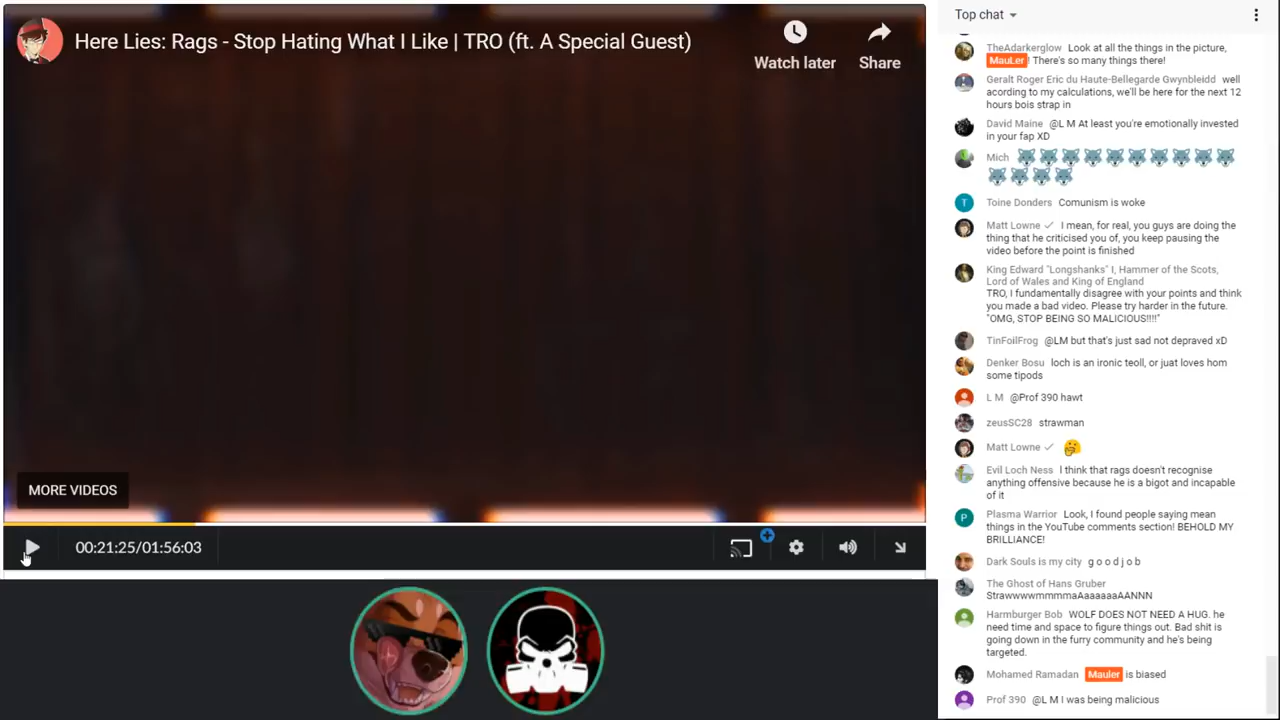 Here Lies: Rags - Stop Hating What I Like | TRO (ft. A Special Guest)
Watch later
Share
MORE VIDEOS
00:21:25/01:56:03
Top chat
TheAdarkerglow Look at all the things in the picture,
MauLer ! There's so many things there!
Geralt Roger Eric du Haute-Bellegarde Gwynbleidd well
acording to my calculations, we'll be here for the next 12
hours bois strap in
David Maine @L M At least you're emotionally invested
in your fap XD
Mich
Toine Donders Comunism is woke
Matt Lowne I mean, for real, you guys are doing the
thing that he criticised you of, you keep pausing the
video before the point is finished
King Edward "Longshanks" I, Hammer of the Scots,
Lord of Wales and King of England
TRO, I fundamentally disagree with your points and think
you made a bad video. Please try harder in the future.
"OMG, STOP BEING SO MALICIOUS!!!!"
TinFoilFrog @LM but that's just sad not depraved xD
Denker Bosu loch is an ironic teoll, or juat loves hom
some tipods
L M @Prof 390 hawt
zeusSC28 strawman
Matt Lowne
Evil Loch Ness I think that rags doesn't recognise
anything offensive because he is a bigot and incapable
of it
T
P
Plasma Warrior Look, I found people saying mean
things in the YouTube comments section! BEHOLD MY
BRILLIANCE!
Dark Souls is my city g o o d j o b
The Ghost of Hans Gruber
StrawwwwmmmmaAaaaaaaAANNN
Harmburger Bob WOLF DOES NOT NEED A HUG. he
need time and space to figure things out. Bad shit is
going down in the furry community and he's being
targeted.
Mohamed Ramadan Mauler is biased
Prof 390 @L M I was being malicious